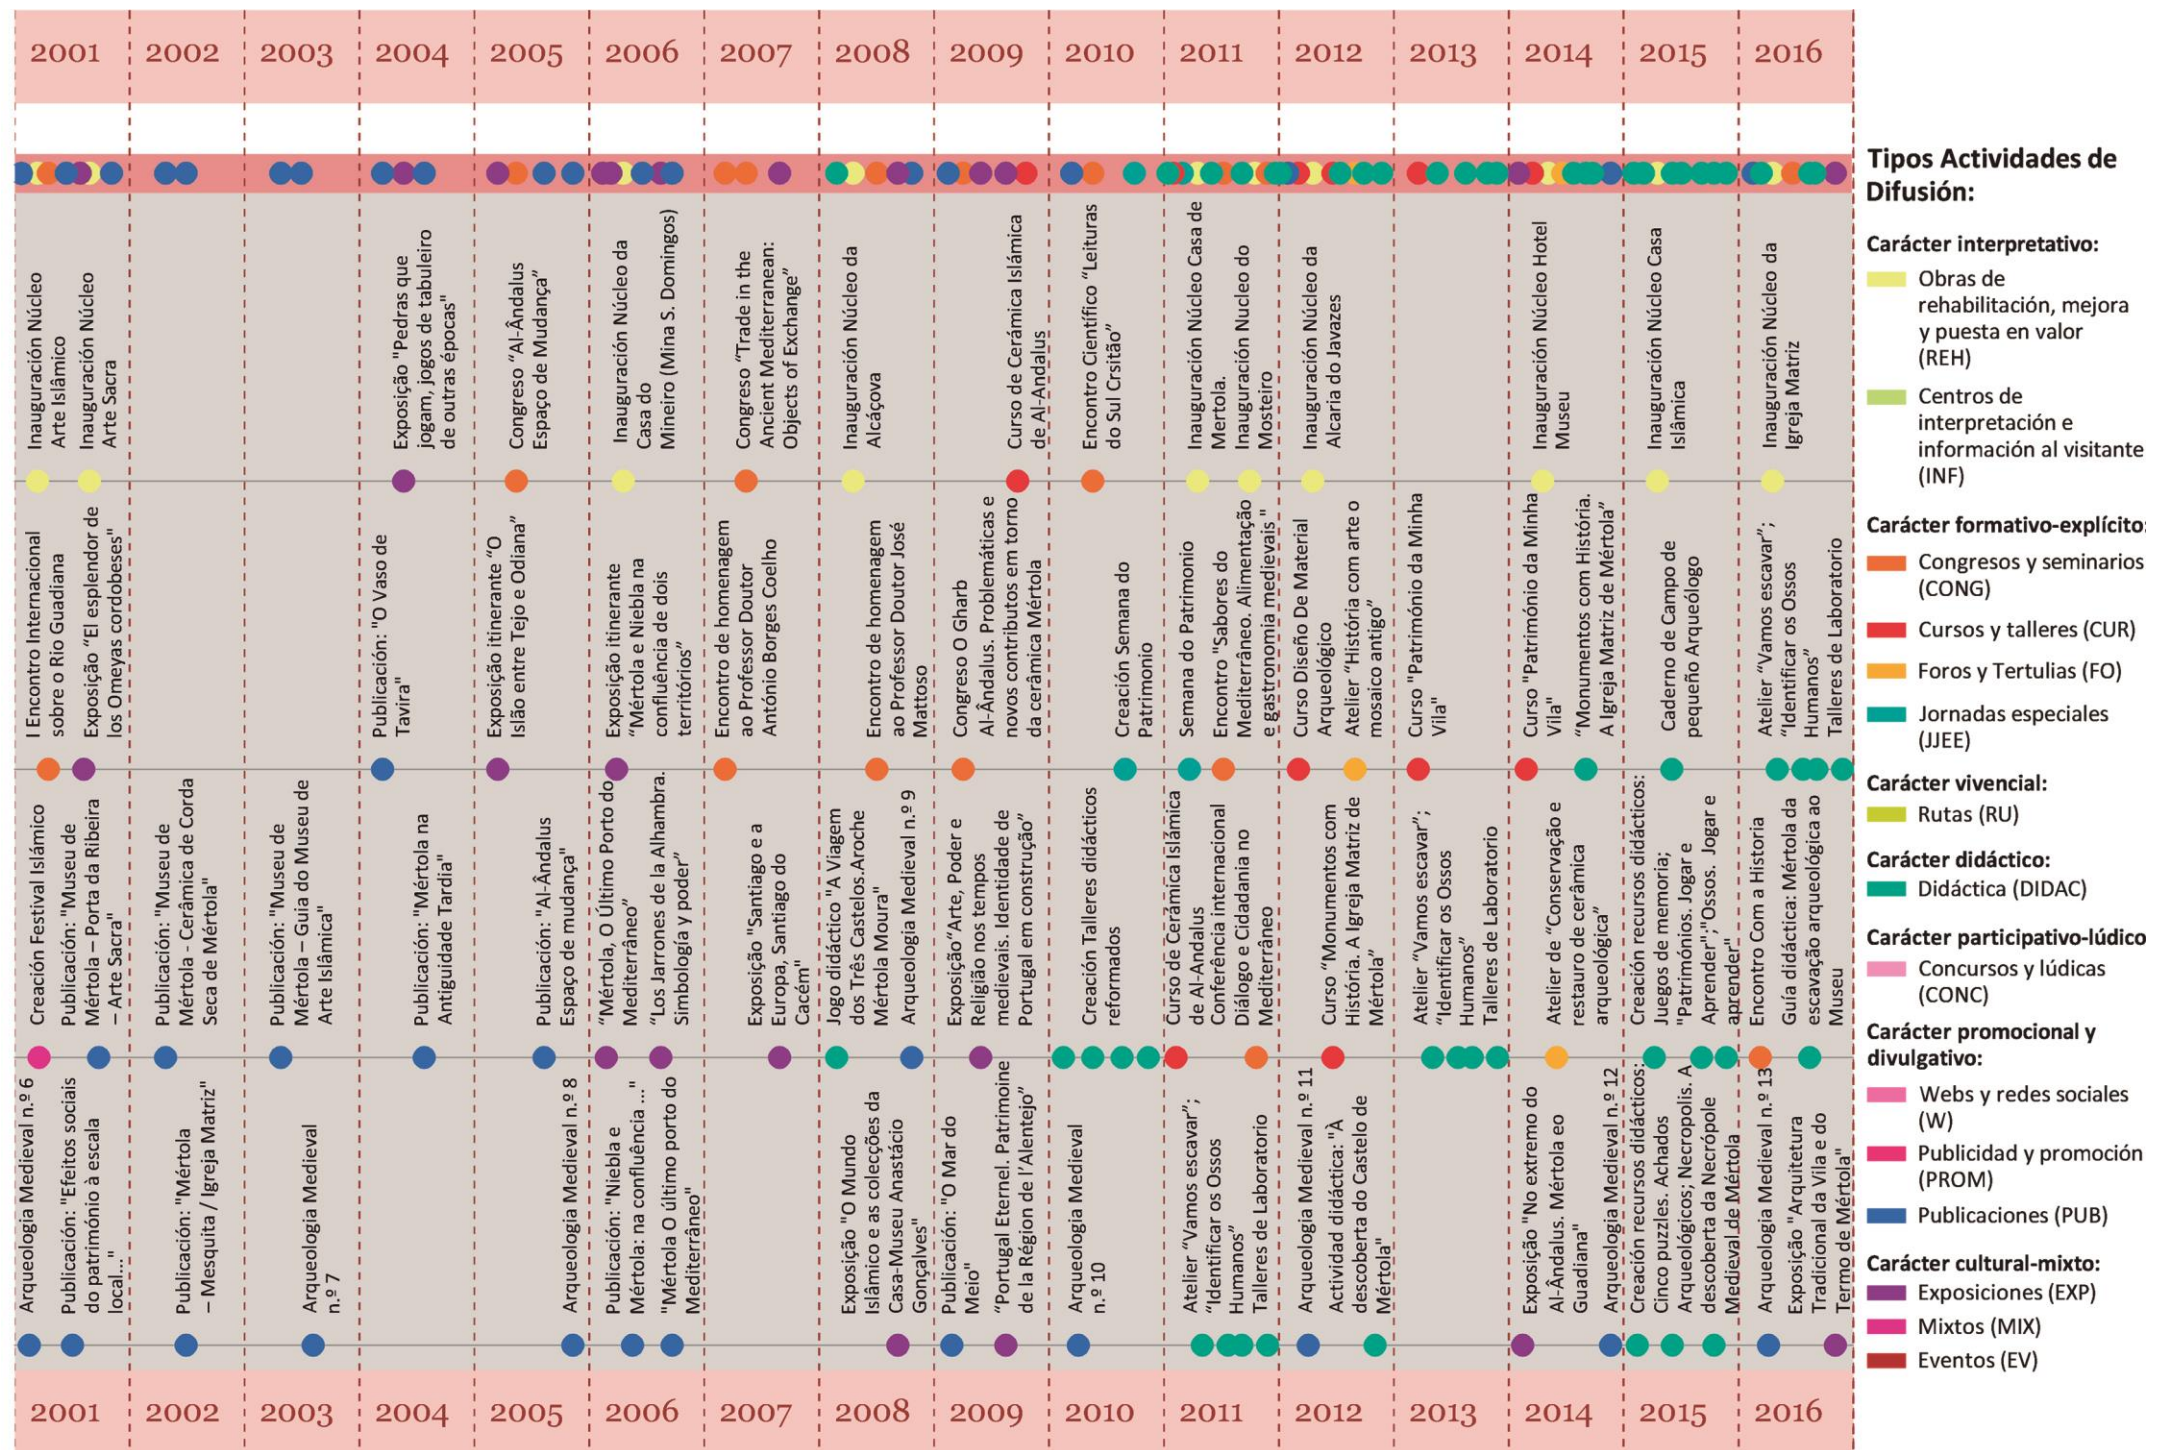 2001 2002 2003 2004 2005 2006 2007 2008 2009 2010 2011 2012 2013 2014 2015 2016
Inauguración Núcleo
Arte Islâmico
Inauguración Núcleo
Arte Sacra
Exposição "Pedras que
jogam, jogos de tabuleiro
de outras épocas"
Congreso “Al-Ândalus
Espaço de Mudança”
Inauguración Núcleo da
Casa do
Mineiro (Mina S. Domingos)
Congreso “Trade in the
Ancient Mediterranean:
Objects of Exchange”
Inauguración Núcleo da
Alcáçova
Curso de Cerámica Islámica
de Al-Andalus
Encontro Científico “Leituras
do Sul Crsitão”
Inauguración Núcleo Casa de
Mertola.
Inauguración Nucleo do
Mosteiro
Inauguración Núcleo da
Alcaria do Javazes
Inauguración Núcleo Hotel
Museu
Inauguración Núcleo Casa
Islâmica
Inauguración Núcleo da
Igreja Matriz
I Encontro Internacional
sobre o Rio Guadiana
Exposição “El esplendor de
los Omeyas cordobeses"
Publicación: "O Vaso de
Tavira"
Exposição itinerante “O
Islão entre Tejo e Odiana”
Exposição itinerante
“Mértola e Niebla na
confluência de dois
territórios”
Encontro de homenagem
ao Professor Doutor
António Borges Coelho
Encontro de homenagem
ao Professor Doutor José
Mattoso
Congreso O Gharb
Al-Ândalus. Problemáticas e
novos contributos em torno
da cerâmica Mértola
Creación Semana do
Patrimonio
Semana do Patrimonio
Encontro "Sabores do
Mediterrâneo. Alimentação
e gastronomia medievais "
Curso Diseño De Material
Arqueológico
Atelier “História com arte o
mosaico antigo”
Curso "Património da Minha
Vila"
Curso "Património da Minha
Vila"
“Monumentos com História.
A Igreja Matriz de Mértola”
Caderno de Campo de
pequeño Arqueólogo
Atelier “Vamos escavar”;
“Identificar os Ossos
Humanos”
Talleres de Laboratorio
Creación Festival Islámico
Publicación: "Museu de
Mértola – Porta da Ribeira
– Arte Sacra"
Publicación: "Museu de
Mértola - Cerâmica de Corda
Seca de Mértola"
Publicación: "Museu de
Mértola – Guia do Museu de
Arte Islâmica"
Publicación: "Mértola na
Antiguidade Tardia"
Publicación: "Al-Ândalus
Espaço de mudança"
“Mértola, O Último Porto do
Mediterrâneo”
“Los Jarrones de la Alhambra.
Simbología y poder”
Exposição "Santiago e a
Europa, Santiago do
Cacém"
Jogo didáctico "A Viagem
dos Três Castelos.Aroche
Mértola Moura"
Arqueologia Medieval n.º 9
Exposição“Arte, Poder e
Religião nos tempos
medievais. Identidade de
Portugal em construção”
Creación Talleres didácticos
reformados
Curso de Cerámica Islámica
de Al-Andalus
Conferência internacional
Diálogo e Cidadania no
Mediterrâneo
Curso “Monumentos com
História. A Igreja Matriz de
Mértola”
Atelier “Vamos escavar”;
“Identificar os Ossos
Humanos”
Talleres de Laboratorio
Atelier de “Conservação e
restauro de cerâmica
arqueológica”
Creación recursos didácticos:
Juegos de memoria;
"Patrimónios. Jogar e
Aprender";"Ossos. Jogar e
aprender"
Encontro Com a Historia
Guía didáctica: Mértola da
escavação arqueológica ao
Museu
Arqueologia Medieval n.º 6
Publicación: "Efeitos sociais
do património à escala
local..."
Publicación: "Mértola
– Mesquita / Igreja Matriz"
Arqueologia Medieval
n.º 7
Arqueologia Medieval n.º 8
Publicación: "Niebla e
Mértola: na confluência ..."
"Mértola O último porto do
Mediterrâneo"
Exposição "O Mundo
Islâmico e as colecções da
Casa-Museu Anastácio
Gonçalves"
Publicación: "O Mar do
Meio"
“Portugal Eternel. Patrimoine
de la Région de l’Alentejo”
Arqueologia Medieval
n.º 10
Atelier “Vamos escavar”;
“Identificar os Ossos
Humanos”
Talleres de Laboratorio
Arqueologia Medieval n.º 11
Actividad didáctica: "À
descoberta do Castelo de
Mértola"
Exposição "No extremo do
Al-Ândalus. Mértola eo
Guadiana"
Arqueologia Medieval n.º 12
Creación recursos didácticos:
Cinco puzzles. Achados
Arqueológicos; Necropolis. A
descoberta da Necrópole
Medieval de Mértola
Arqueologia Medieval n.º 13
Exposição "Arquitetura
Tradicional da Vila e do
Termo de Mértola"
2001 2002 2003 2004 2005 2006 2007 2008 2009 2010 2011 2012 2013 2014 2015 2016
Tipos Actividades de
Difusión:
Carácter interpretativo:
Obras de
rehabilitación, mejora
y puesta en valor
(REH)
Centros de
interpretación e
información al visitante
(INF)
Carácter formativo-explícito:
Congresos y seminarios
(CONG)
Cursos y talleres (CUR)
Foros y Tertulias (FO)
Jornadas especiales
(JJEE)
Carácter vivencial:
Rutas (RU)
Carácter didáctico:
Didáctica (DIDAC)
Carácter participativo-lúdico
Concursos y lúdicas
(CONC)
Carácter promocional y
divulgativo:
Webs y redes sociales
(W)
Publicidad y promoción
(PROM)
Publicaciones (PUB)
Carácter cultural-mixto:
Exposiciones (EXP)
Mixtos (MIX)
Eventos (EV)